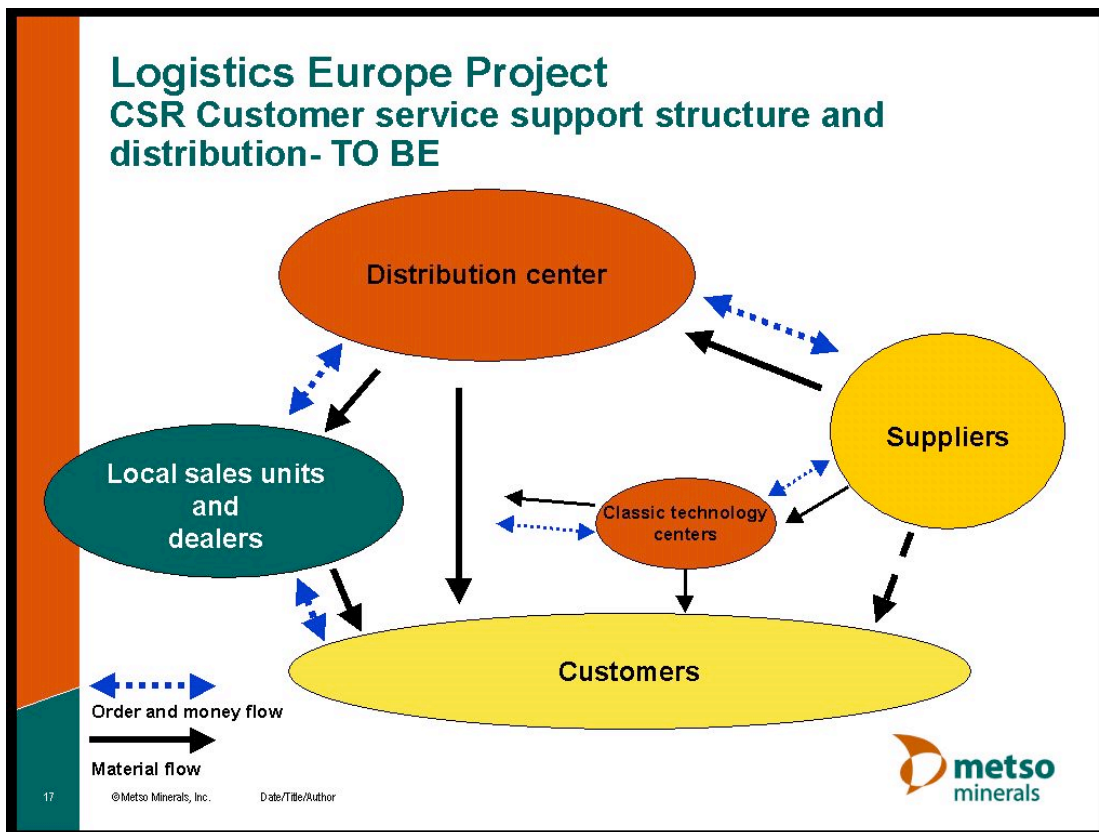 Logistics Europe Project
CSR Customer service support structure and
distribution- TO BE
Distribution center
Suppliers
Local sales units
and
dealers
Classic technology
centers
Customers
Order and money flow
Material flow
17
©Metso Minerals, Inc.
Date/Title/Author
metso
minerals